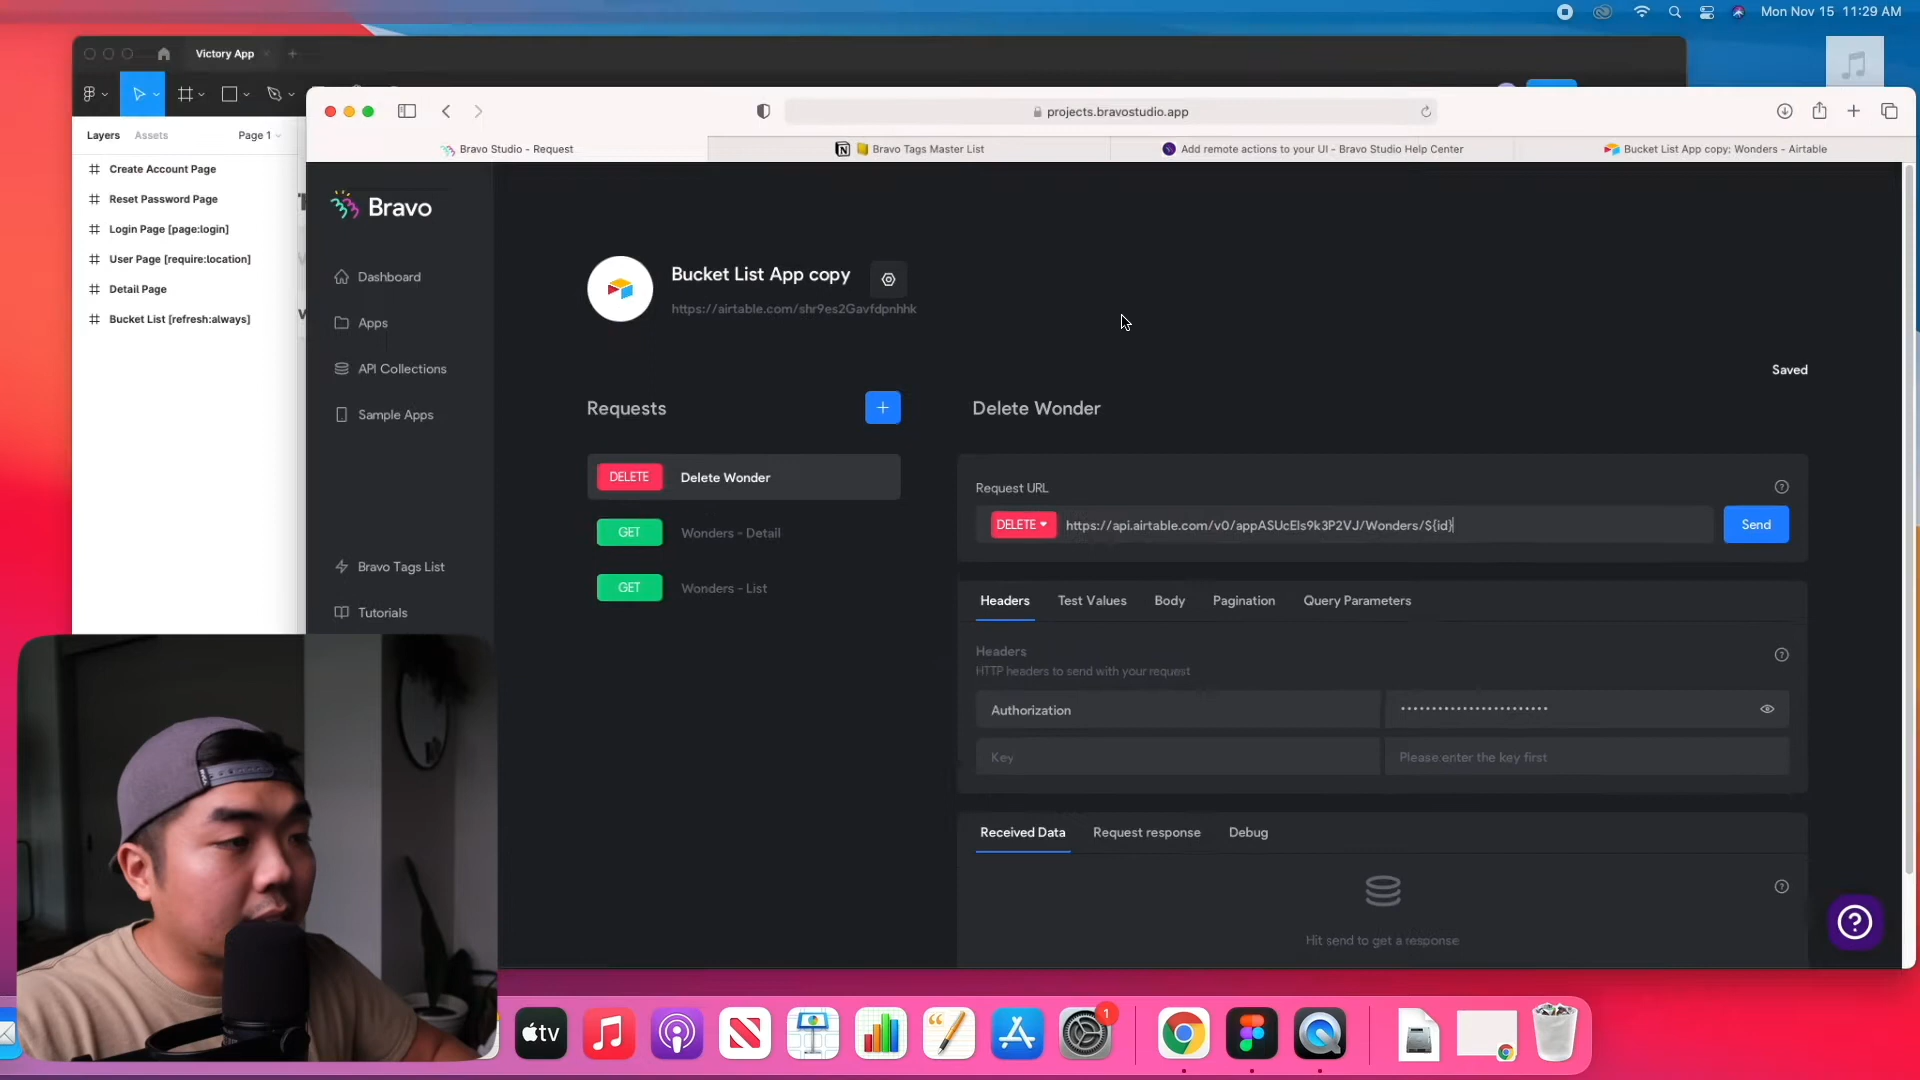 Mon Nov 15 11:29 AM
Victory App
Layers
Assets
Page 1
Create Account Page
Reset Password Page
Login Page [page:login]
User Page [require:location]
Detail Page
Bucket List [refresh:always]
projects.bravostudio.app
Bravo Studio - Request
Bravo Tags Master List
Add remote actions to your UI - Bravo Studio Help Center
Bucket List App copy: Wonders - Airtable
Bravo
Dashboard
Apps
API Collections
Sample Apps
Bravo Tags List
Tutorials
Bucket List App copy
https://airtable.com/shr9es2Gavfdpnhhk
Saved
Requests
+
DELETE Delete Wonder
GET Wonders - Detail
GET Wonders - List
Delete Wonder
Request URL
DELETE https://api.airtable.com/v0/appASUcEls9k3P2VJ/Wonders/${id}
Send
Headers
Test Values
Body
Pagination
Query Parameters
Headers
HTTP headers to send with your request
Authorization
••••••••••••••••••••••••
Key
Please enter the key first
Received Data
Request response
Debug
Hit send to get a response
tv
1